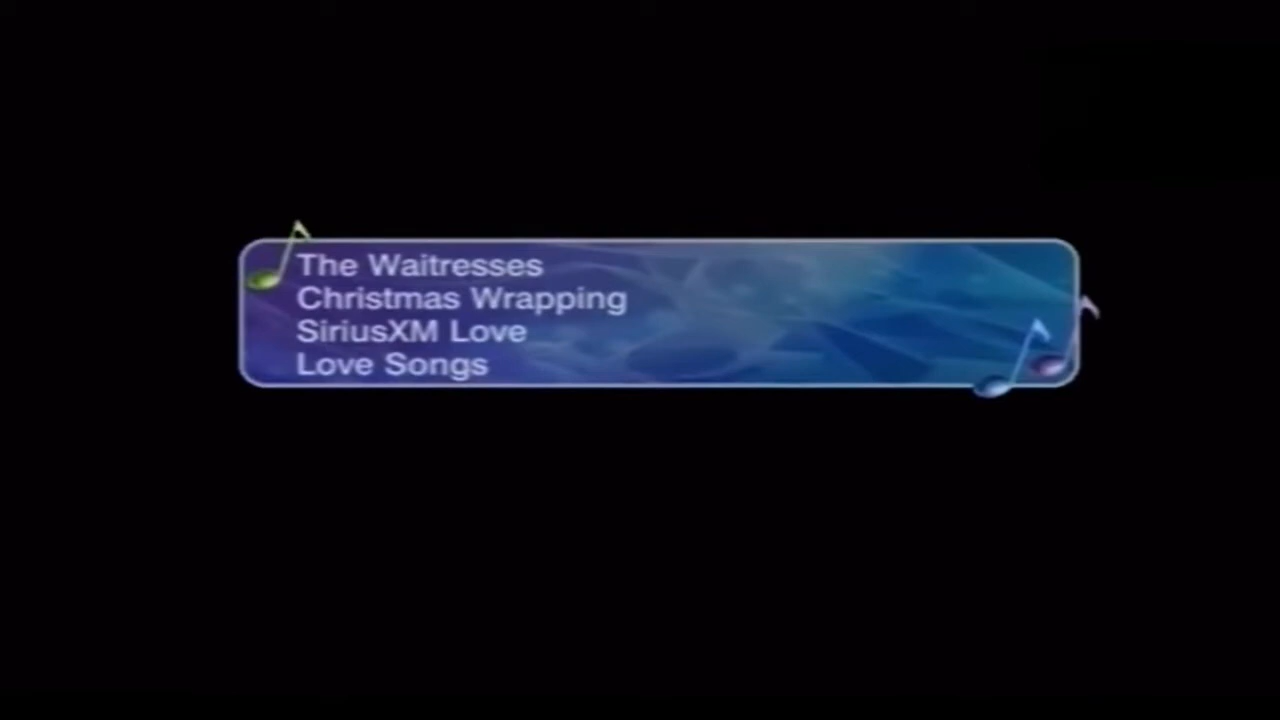 The Waitresses
Christmas Wrapping
SiriusXM Love
Love Songs